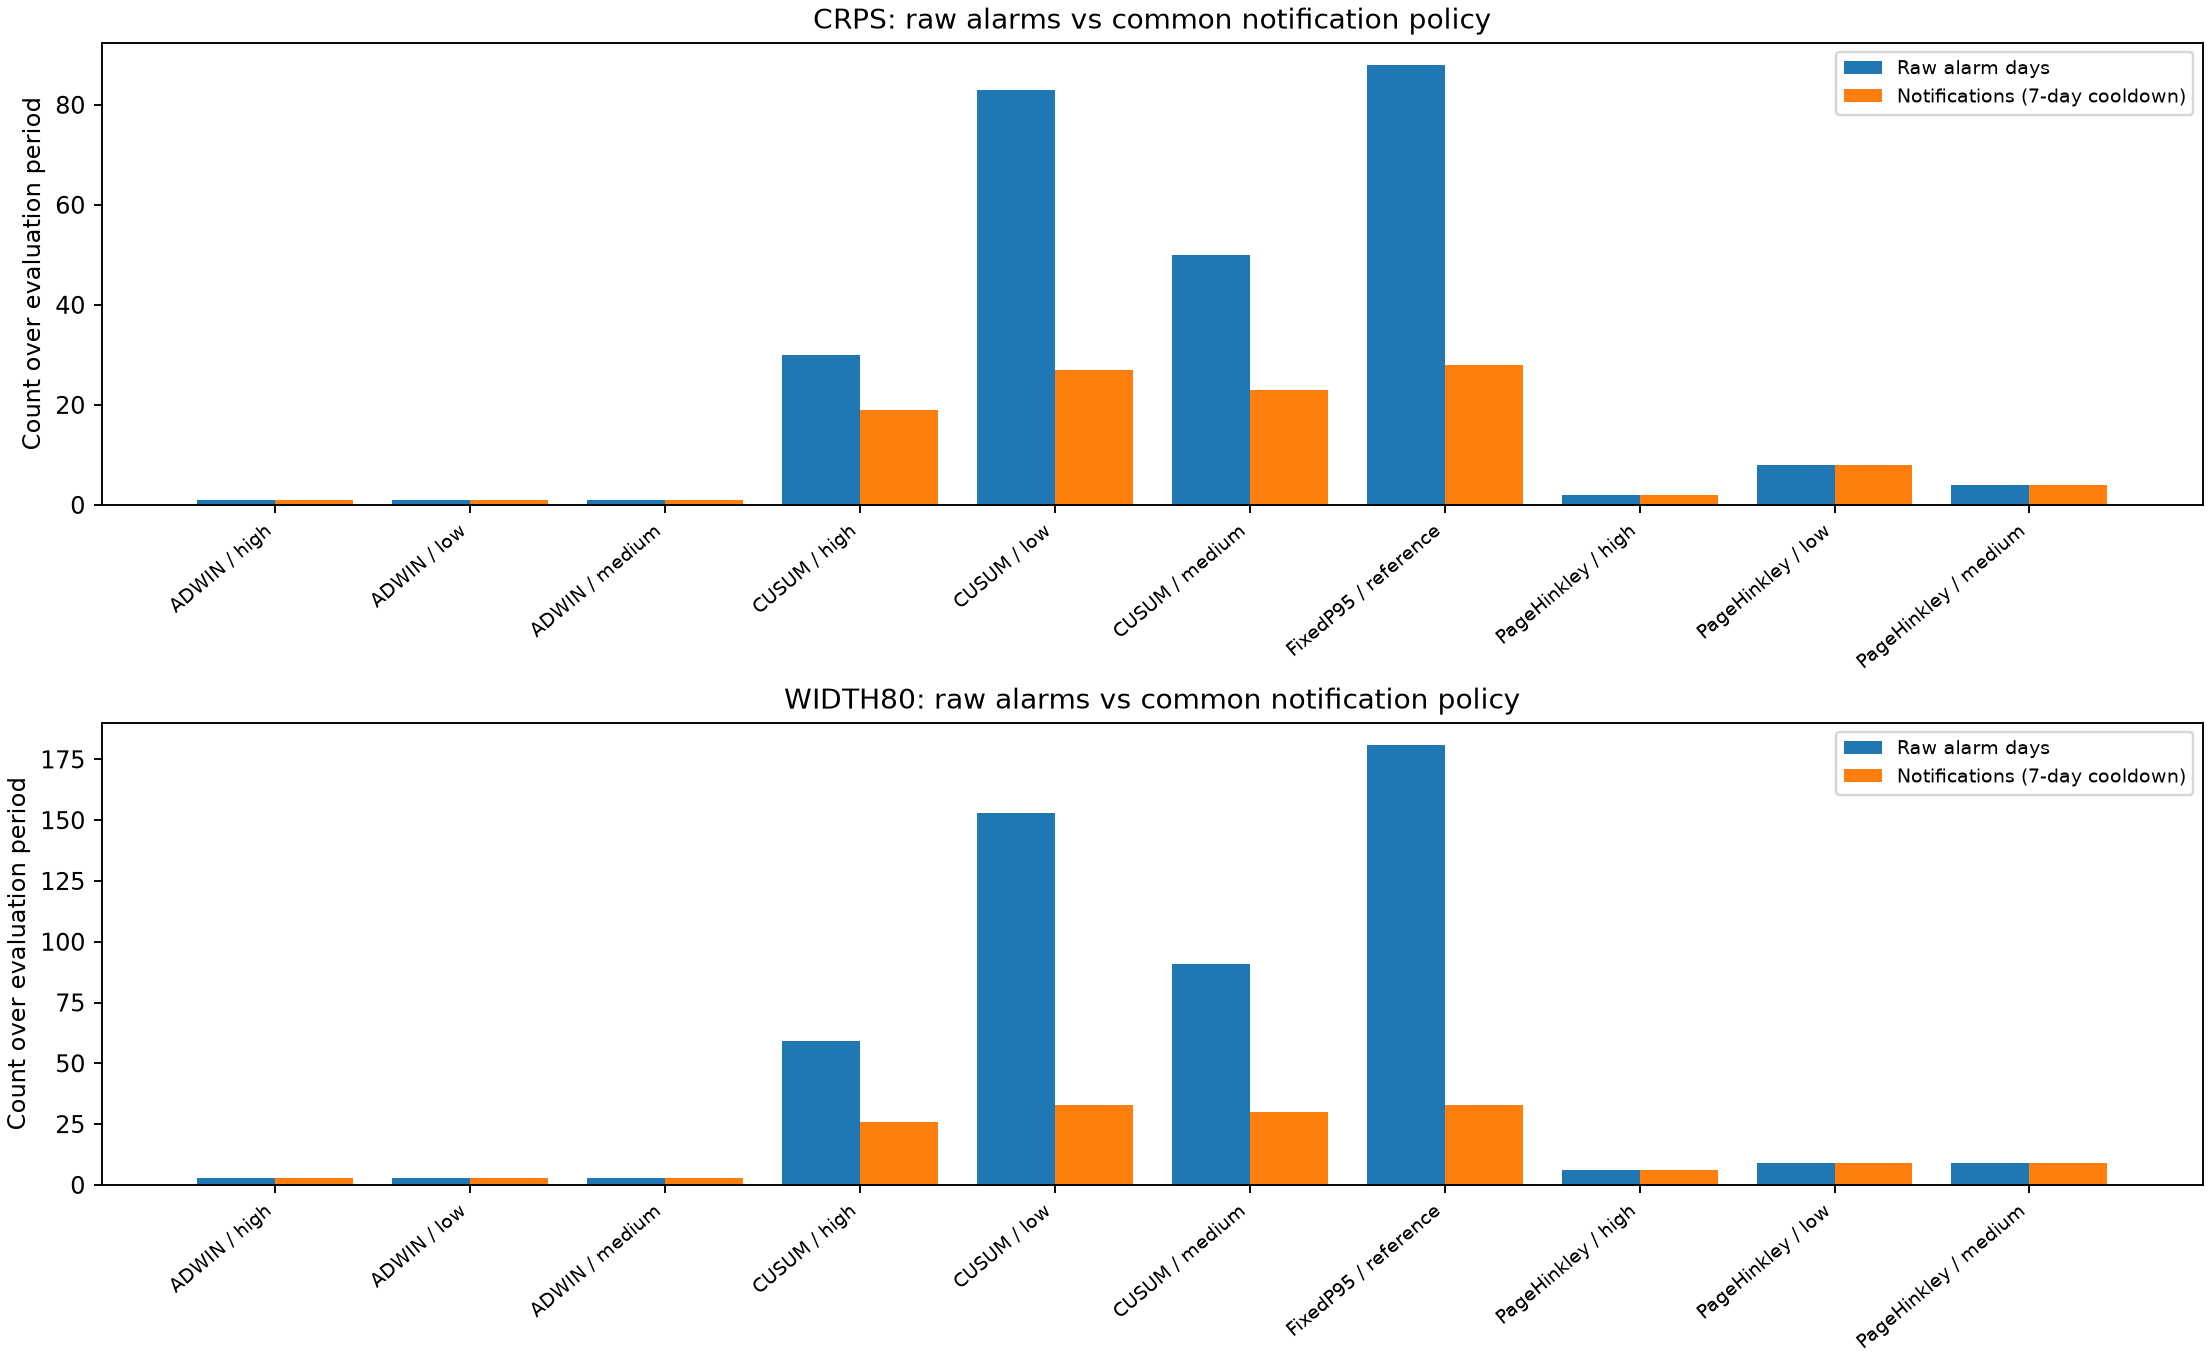 CRPS: raw alarms vs common notification policy
Raw alarm days
Notifications (7-day cooldown)
Count over evaluation period
80
60
40
20
0
ADWIN / high
ADWIN / low
ADWIN / medium
CUSUM / high
CUSUM / low
CUSUM / medium
FixedP95 / reference
PageHinkley / high
PageHinkley / low
PageHinkley / medium
WIDTH80: raw alarms vs common notification policy
Raw alarm days
Notifications (7-day cooldown)
Count over evaluation period
175
150
125
100
75
50
25
0
ADWIN / high
ADWIN / low
ADWIN / medium
CUSUM / high
CUSUM / low
CUSUM / medium
FixedP95 / reference
PageHinkley / high
PageHinkley / low
PageHinkley / medium